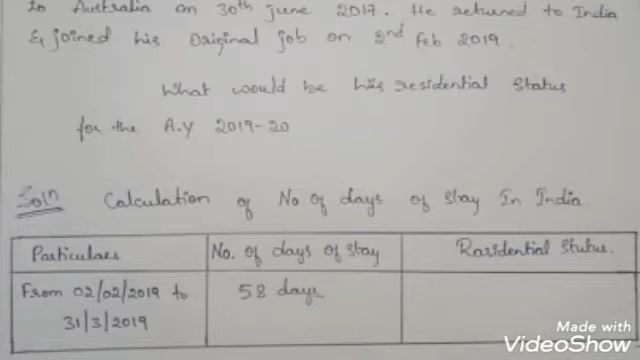 to Australia on 30th june 2017. He returned to India
& joined his Original job on 2nd Feb 2019.
What would be his residential Status
for the A.Y 2019-20
Soln Calculation of No of days of stay In India
Particulars No. of days of stay Rasidential Status.
From 02/02/2019 to 58 days
31/3/2019
Made with
VideoShow